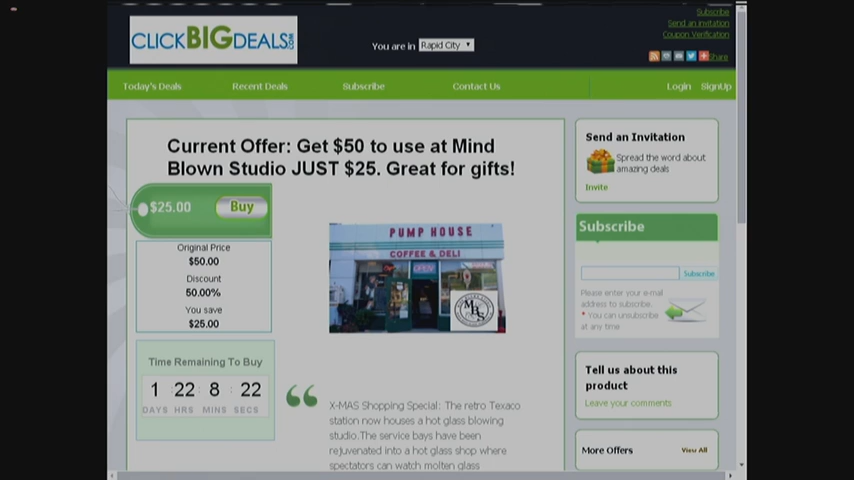 Subscribe
Send an invitation
Coupon Verification
CLICKBIGDEALS.COM
You are in Rapid City
Share
Today's Deals Recent Deals Subscribe Contact Us Login SignUp
Current Offer: Get $50 to use at Mind
Blown Studio JUST $25. Great for gifts!
$25.00 Buy
Original Price
$50.00
Discount
50.00%
You save
$25.00
PUMP HOUSE
COFFEE & DELI
OPEN
MBS
Time Remaining To Buy
1 : 22 : 8 : 22
DAYS HRS MINS SECS
X-MAS Shopping Special: The retro Texaco
station now houses a hot glass blowing
studio.The service bays have been
rejuvenated into a hot glass shop where
spectators can watch molten glass
Send an Invitation
Spread the word about
amazing deals
Invite
Subscribe
Subscribe
Please enter your e-mail
address to subscribe.
* You can unsubscribe
at any time
Tell us about this
product
Leave your comments
More Offers View All